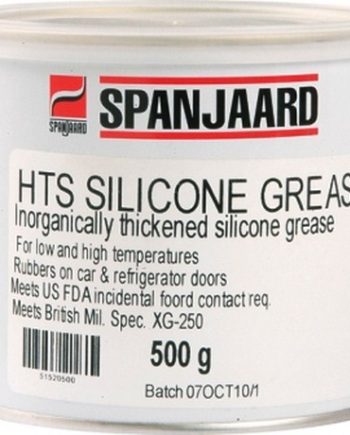 SPANJAARD
SPANJAARD
HTS SILICONE GREAS
Inorganically thickened silicone grease
For low and high temperatures
Rubbers on car & refrigerator doors
Meets US FDA incidental foord contact req.
Meets British Mil. Spec. XG-250
500 g
51520500
Batch 07OCT10/1